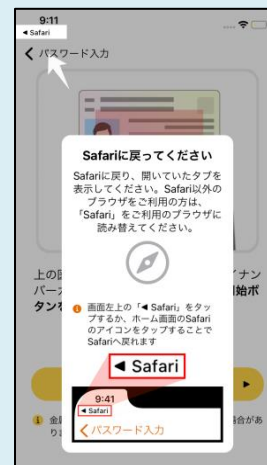 9:11
◀ Safari
パスワード入力
Safariに戻ってください
Safariに戻り、開いていたタブを
表示してください。Safari以外の
ブラウザをご利用の方は、
「Safari」をご利用のブラウザに
読み替えてください。
上の
イナン
バー
開始ボ
タンを
画面左上の「◀ Safari」をタッ
プするか、ホーム画面のSafari
のアイコンをタップすることで
Safariへ戻れます
◀ Safari
9:41
◀ Safari
パスワード入力
金
場合があ
り